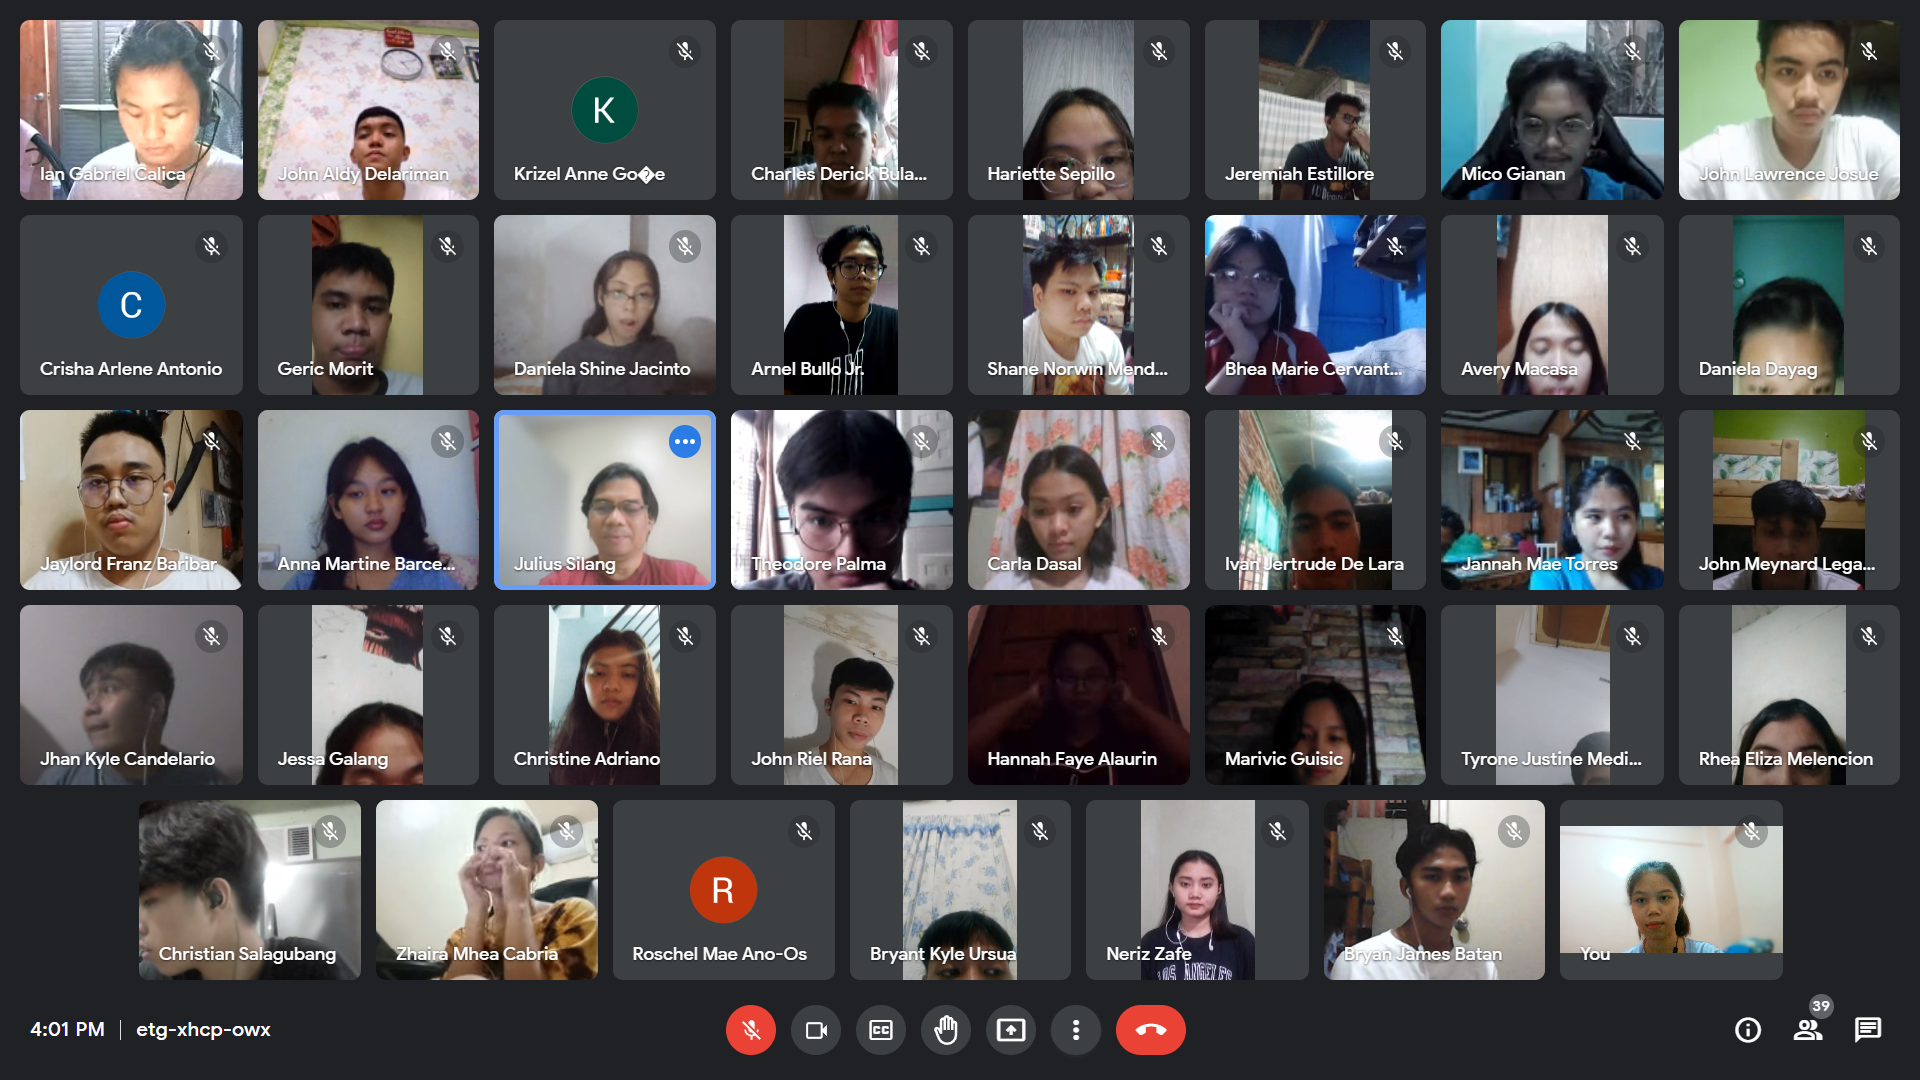 Ian Gabriel Calica
John Aldy Delariman
K
Krizel Anne Go�e
Charles Derick Bula...
Hariette Sepillo
Jeremiah Estillore
Mico Gianan
John Lawrence Josue
C
Crisha Arlene Antonio
Geric Morit
Daniela Shine Jacinto
Arnel Bullo Jr.
Shane Norwin Mend...
Bhea Marie Cervant...
Avery Macasa
Daniela Dayag
Jaylord Franz Baribar
Anna Martine Barce...
Julius Silang
Theodore Palma
Carla Dasal
Ivan Jertrude De Lara
Jannah Mae Torres
John Meynard Lega...
Jhan Kyle Candelario
Jessa Galang
Christine Adriano
John Riel Rana
Hannah Faye Alaurin
Marivic Guisic
Tyrone Justine Medi...
Rhea Eliza Melencion
Christian Salagubang
Zhaira Mhea Cabria
R
Roschel Mae Ano-Os
Bryant Kyle Ursua
Neriz Zafe
LOS ANGELES
Bryan James Batan
You
4:01 PM | etg-xhcp-owx
CC
39